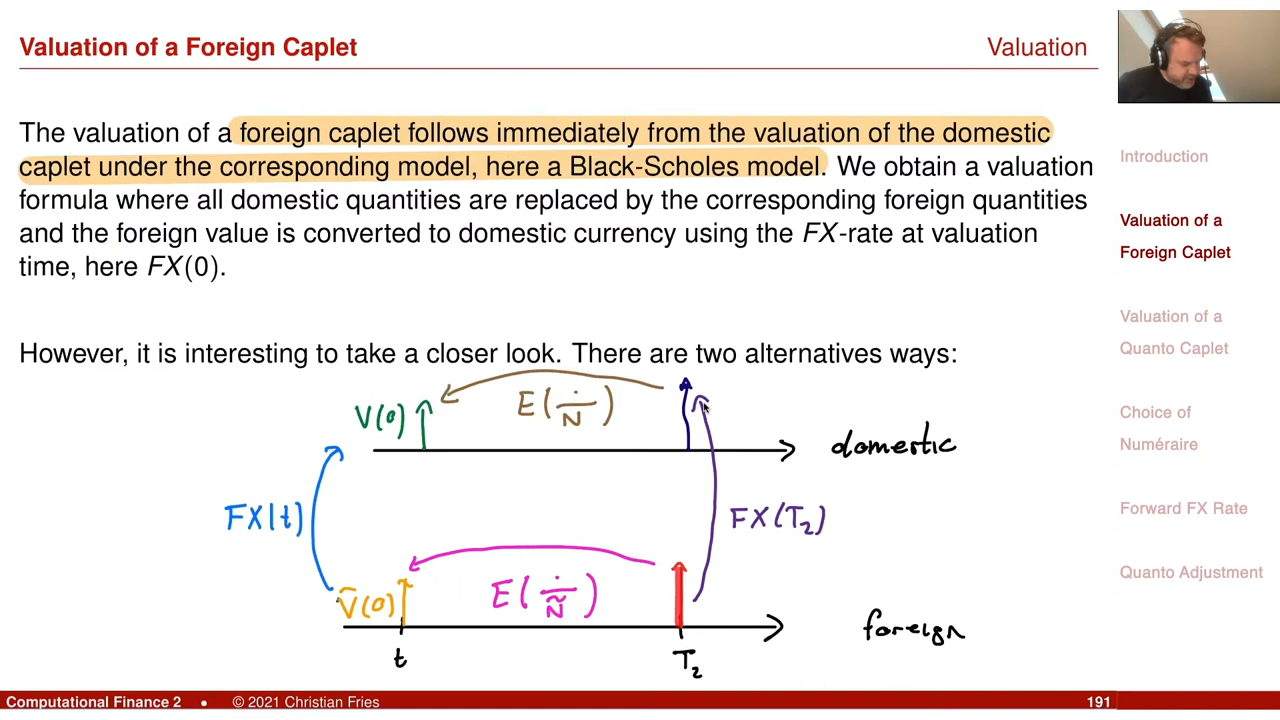 Valuation of a Foreign Caplet
Valuation
The valuation of a foreign caplet follows immediately from the valuation of the domestic
caplet under the corresponding model, here a Black-Scholes model. We obtain a valuation
formula where all domestic quantities are replaced by the corresponding foreign quantities
and the foreign value is converted to domestic currency using the FX-rate at valuation
time, here FX(0).
However, it is interesting to take a closer look. There are two alternatives ways:
V(0)
E(·/N)
domestic
FX(t)
FX(T₂)
Ṽ(0)
E(·/Ñ)
foreign
t
T₂
Introduction
Valuation of a
Foreign Caplet
Valuation of a
Quanto Caplet
Choice of
Numéraire
Forward FX Rate
Quanto Adjustment
Computational Finance 2 • © 2021 Christian Fries
191